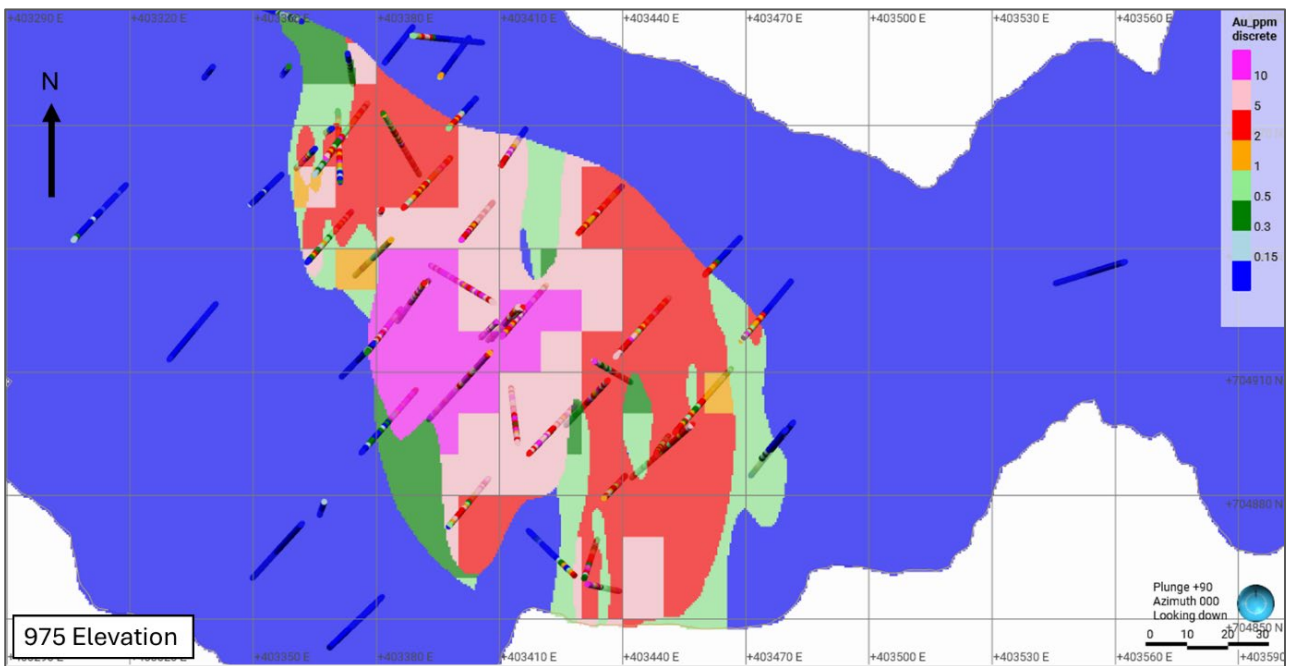 +403290 E +403320 E +403350 E +403380 E +403410 E +403440 E +403470 E +403500 E +403530 E +403560 E
Au_ppm
discrete
10
5
2
1
0.5
0.3
0.15
N
+704910 N
+704880 N
Plunge +90
Azimuth 000
Looking down
+704850 N
0 10 20 30
975 Elevation
+403350 E +403380 E +403410 E +403440 E +403470 E +403500 E +403530 E +403560 E +403590